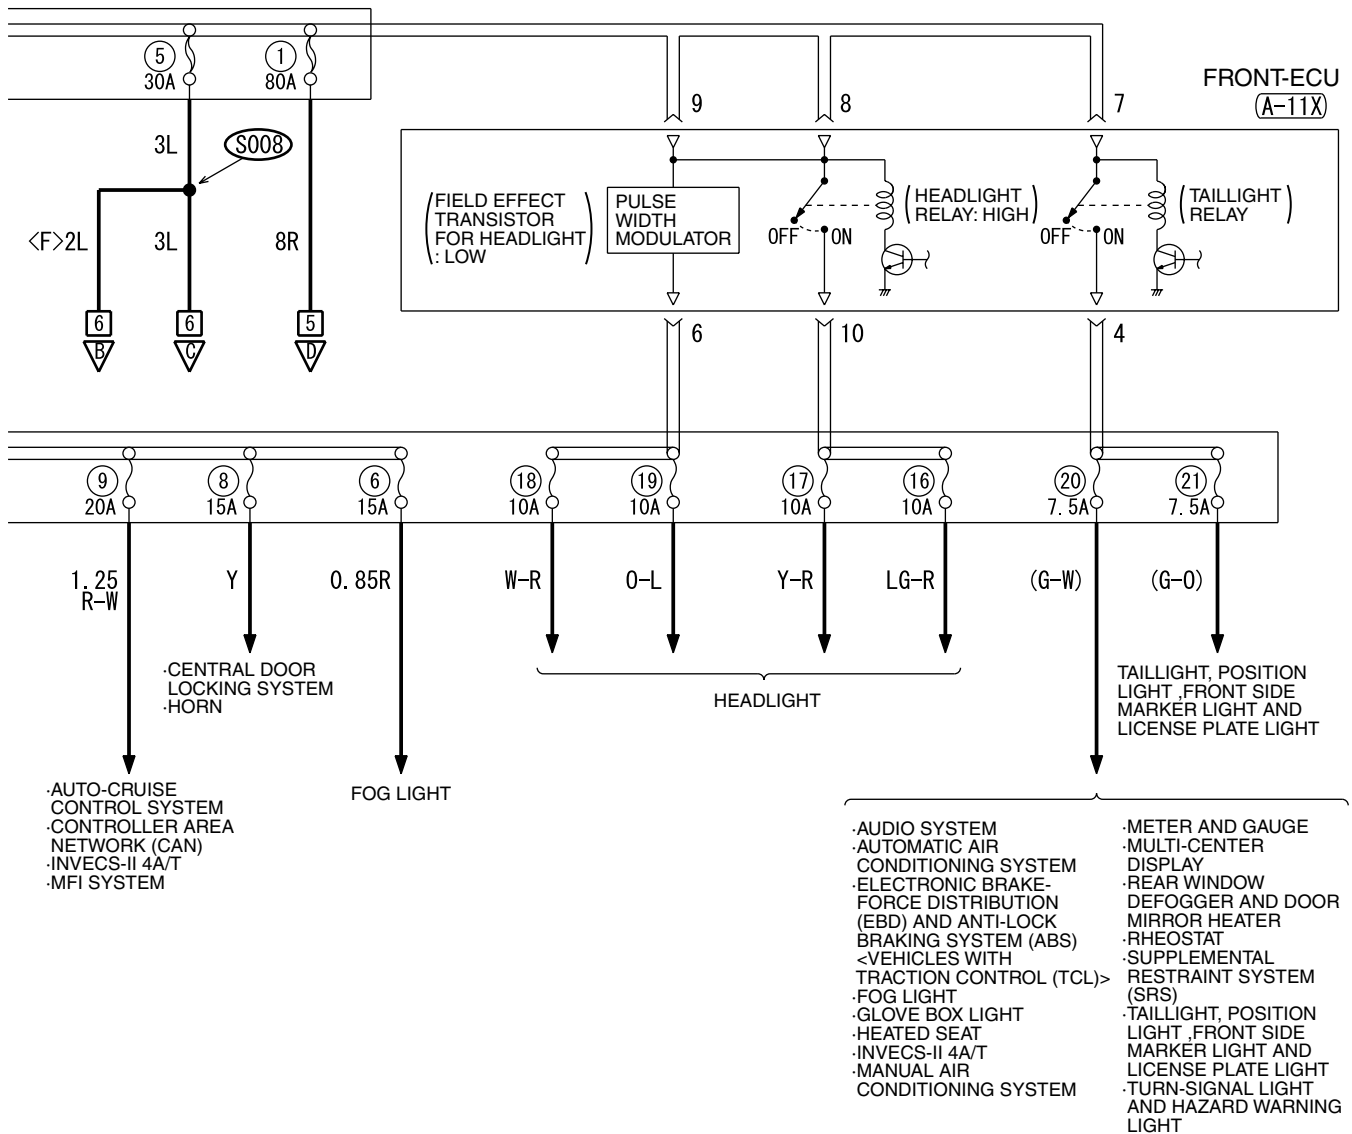 5
30A
1
80A
9
8
7
FRONT-ECU
A-11X
3L
S008
<F>2L
3L
8R
(FIELD EFFECT
TRANSISTOR
FOR HEADLIGHT
: LOW)
PULSE
WIDTH
MODULATOR
OFF
ON
(HEADLIGHT
RELAY: HIGH)
OFF
ON
(TAILLIGHT
RELAY)
6
6
5
B
C
D
6
10
4
9
20A
8
15A
6
15A
18
10A
19
10A
17
10A
16
10A
20
7.5A
21
7.5A
1.25
R-W
Y
0.85R
W-R
O-L
Y-R
LG-R
(G-W)
(G-O)
·CENTRAL DOOR
LOCKING SYSTEM
·HORN
HEADLIGHT
TAILLIGHT, POSITION
LIGHT ,FRONT SIDE
MARKER LIGHT AND
LICENSE PLATE LIGHT
·AUTO-CRUISE
CONTROL SYSTEM
·CONTROLLER AREA
NETWORK (CAN)
·INVECS-II 4A/T
·MFI SYSTEM
FOG LIGHT
·AUDIO SYSTEM
·AUTOMATIC AIR
CONDITIONING SYSTEM
·ELECTRONIC BRAKE-
FORCE DISTRIBUTION
(EBD) AND ANTI-LOCK
BRAKING SYSTEM (ABS)
<VEHICLES WITH
TRACTION CONTROL (TCL)>
·FOG LIGHT
·GLOVE BOX LIGHT
·HEATED SEAT
·INVECS-II 4A/T
·MANUAL AIR
CONDITIONING SYSTEM
·METER AND GAUGE
·MULTI-CENTER
DISPLAY
·REAR WINDOW
DEFOGGER AND DOOR
MIRROR HEATER
·RHEOSTAT
·SUPPLEMENTAL
RESTRAINT SYSTEM
(SRS)
·TAILLIGHT, POSITION
LIGHT ,FRONT SIDE
MARKER LIGHT AND
LICENSE PLATE LIGHT
·TURN-SIGNAL LIGHT
AND HAZARD WARNING
LIGHT